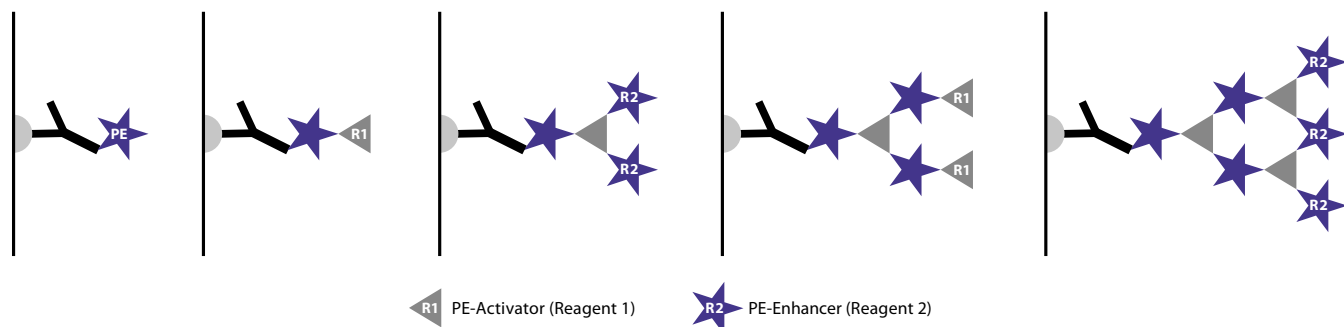 PE
R1
R2
R2
R1
R1
R2
R2
R2
R1 PE-Activator (Reagent 1)
R2 PE-Enhancer (Reagent 2)